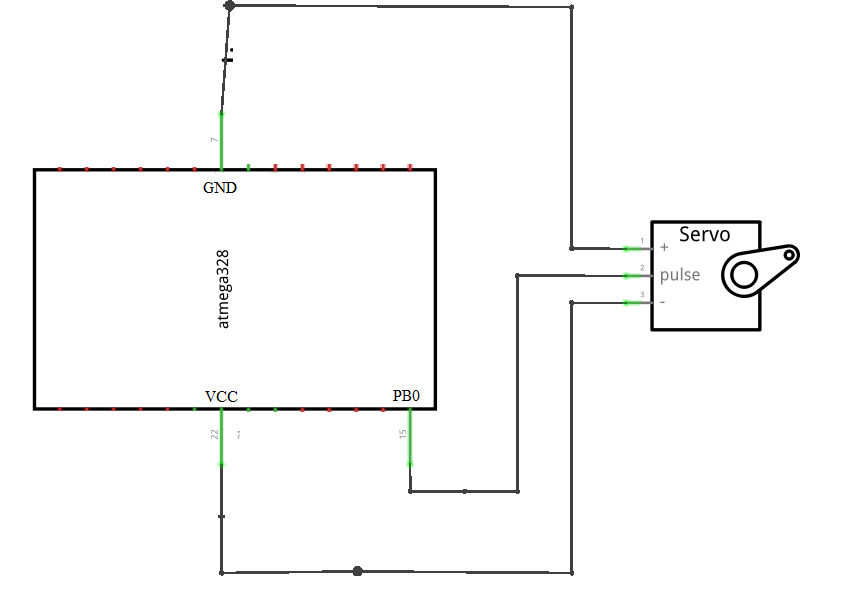 7
GND
atmega328
VCC
PB0
22
15
Servo
1
+
2
pulse
3
-